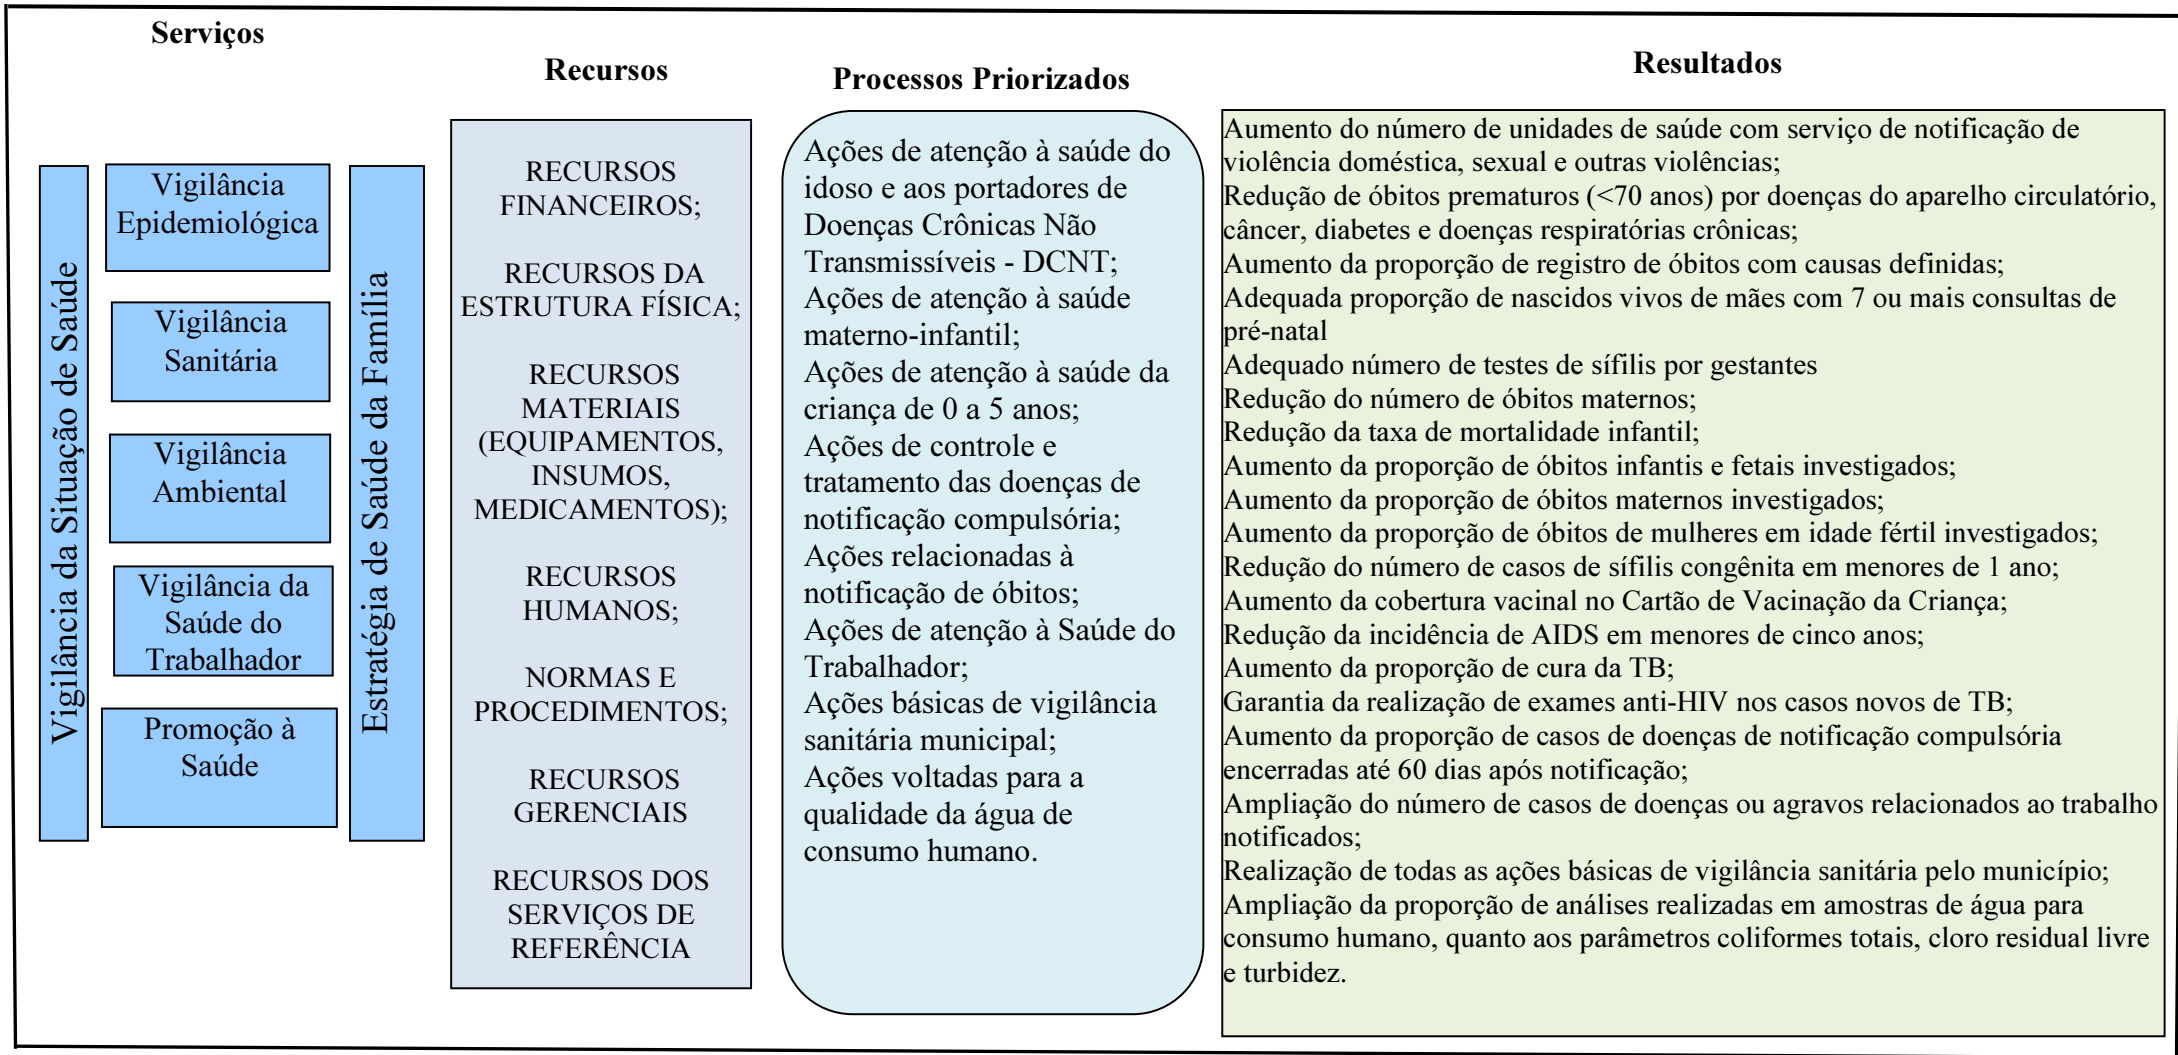 Serviços
Vigilância da Situação de Saúde
Vigilância
Epidemiológica
Vigilância
Sanitária
Vigilância
Ambiental
Vigilância da
Saúde do
Trabalhador
Promoção à
Saúde
Estratégia de Saúde da Família
Recursos
RECURSOS
FINANCEIROS;
RECURSOS DA
ESTRUTURA FÍSICA;
RECURSOS
MATERIAIS
(EQUIPAMENTOS,
INSUMOS,
MEDICAMENTOS);
RECURSOS
HUMANOS;
NORMAS E
PROCEDIMENTOS;
RECURSOS
GERENCIAIS
RECURSOS DOS
SERVIÇOS DE
REFERÊNCIA
Processos Priorizados
Ações de atenção à saúde do
idoso e aos portadores de
Doenças Crônicas Não
Transmissíveis - DCNT;
Ações de atenção à saúde
materno-infantil;
Ações de atenção à saúde da
criança de 0 a 5 anos;
Ações de controle e
tratamento das doenças de
notificação compulsória;
Ações relacionadas à
notificação de óbitos;
Ações de atenção à Saúde do
Trabalhador;
Ações básicas de vigilância
sanitária municipal;
Ações voltadas para a
qualidade da água de
consumo humano.
Resultados
Aumento do número de unidades de saúde com serviço de notificação de
violência doméstica, sexual e outras violências;
Redução de óbitos prematuros (<70 anos) por doenças do aparelho circulatório,
câncer, diabetes e doenças respiratórias crônicas;
Aumento da proporção de registro de óbitos com causas definidas;
Adequada proporção de nascidos vivos de mães com 7 ou mais consultas de
pré-natal
Adequado número de testes de sífilis por gestantes
Redução do número de óbitos maternos;
Redução da taxa de mortalidade infantil;
Aumento da proporção de óbitos infantis e fetais investigados;
Aumento da proporção de óbitos maternos investigados;
Aumento da proporção de óbitos de mulheres em idade fértil investigados;
Redução do número de casos de sífilis congênita em menores de 1 ano;
Aumento da cobertura vacinal no Cartão de Vacinação da Criança;
Redução da incidência de AIDS em menores de cinco anos;
Aumento da proporção de cura da TB;
Garantia da realização de exames anti-HIV nos casos novos de TB;
Aumento da proporção de casos de doenças de notificação compulsória
encerradas até 60 dias após notificação;
Ampliação do número de casos de doenças ou agravos relacionados ao trabalho
notificados;
Realização de todas as ações básicas de vigilância sanitária pelo município;
Ampliação da proporção de análises realizadas em amostras de água para
consumo humano, quanto aos parâmetros coliformes totais, cloro residual livre
e turbidez.